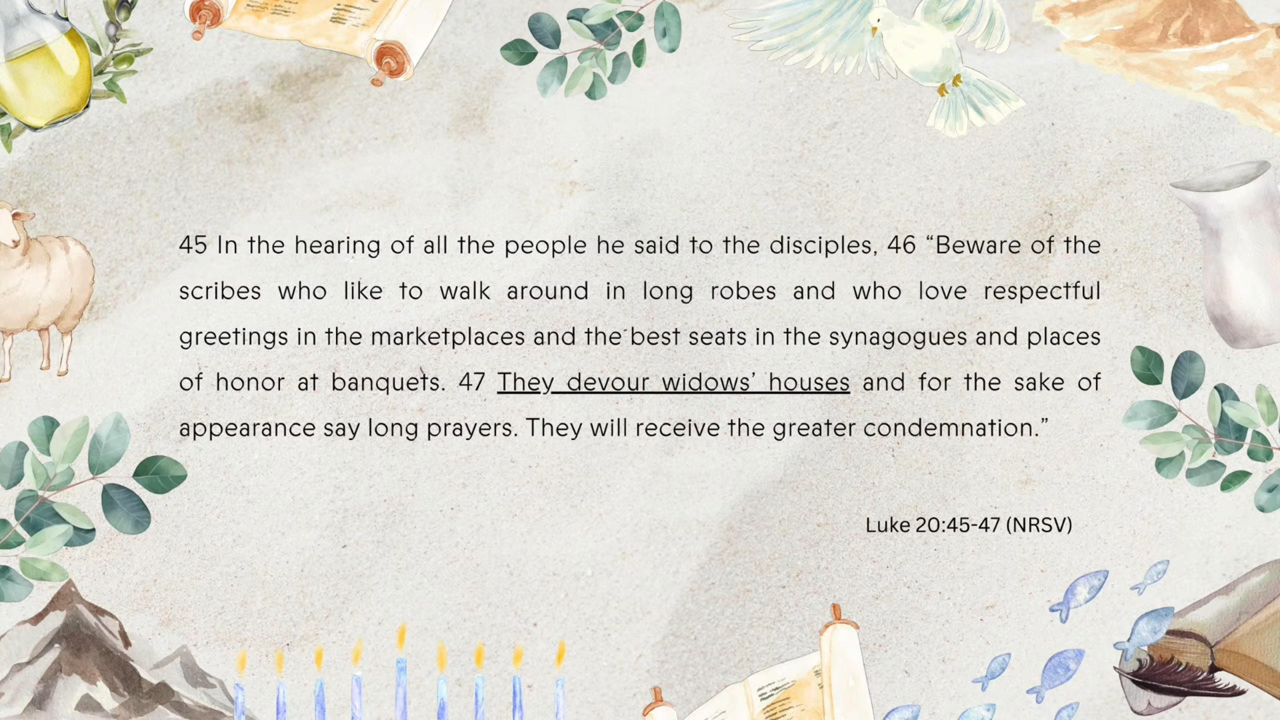 45 In the hearing of all the people he said to the disciples, 46 “Beware of the
scribes who like to walk around in long robes and who love respectful
greetings in the marketplaces and the best seats in the synagogues and places
of honor at banquets. 47 They devour widows’ houses and for the sake of
appearance say long prayers. They will receive the greater condemnation.”
Luke 20:45-47 (NRSV)